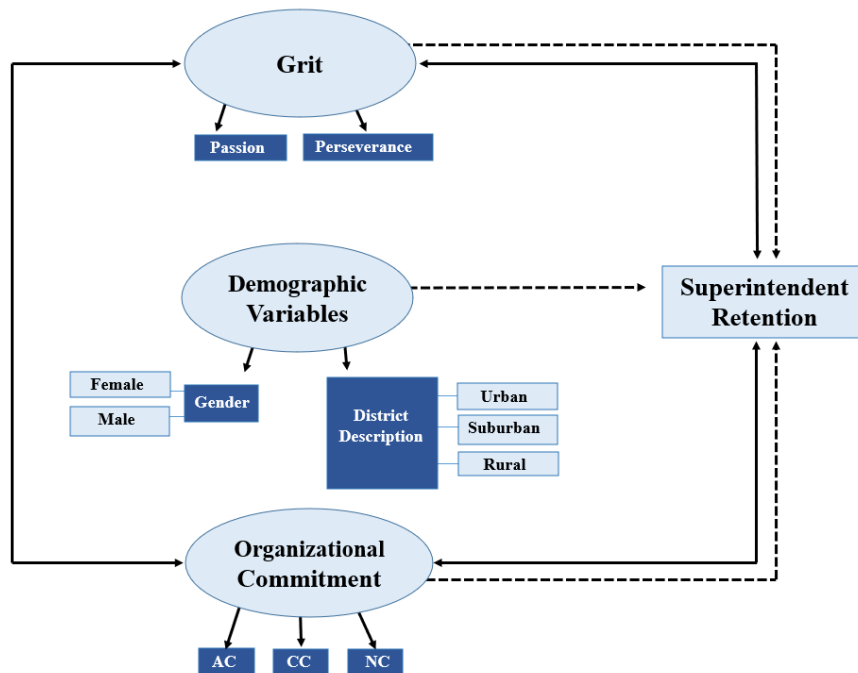 Grit
Passion
Perseverance
Demographic
Variables
Superintendent
Retention
Female
Male
Gender
District
Description
Urban
Suburban
Rural
Organizational
Commitment
AC
CC
NC